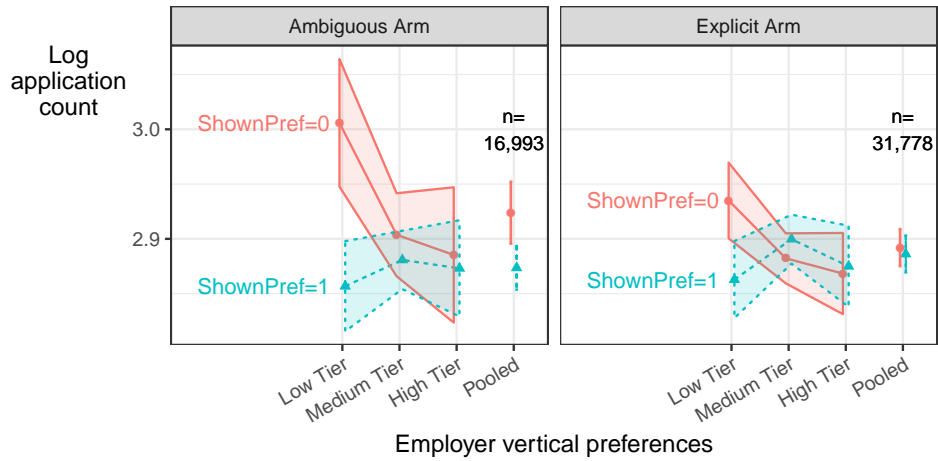 Ambiguous Arm
Explicit Arm
Log
application
count
3.0
2.9
ShownPref=0
ShownPref=1
n=
16,993
ShownPref=0
ShownPref=1
n=
31,778
Low Tier
Medium Tier
High Tier
Pooled
Low Tier
Medium Tier
High Tier
Pooled
Employer vertical preferences